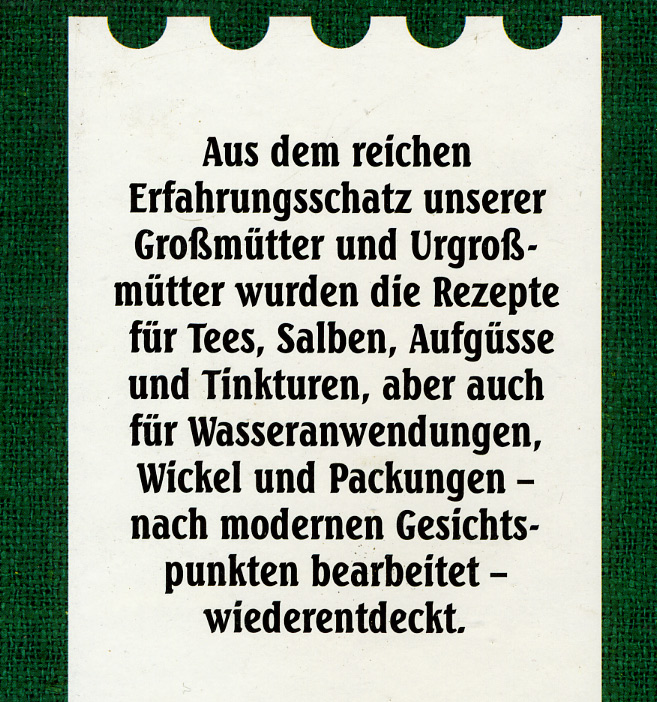 Aus dem reichen
Erfahrungsschatz unserer
Großmütter und Urgroß-
mütter wurden die Rezepte
für Tees, Salben, Aufgüsse
und Tinkturen, aber auch
für Wasseranwendungen,
Wickel und Packungen –
nach modernen Gesichts-
punkten bearbeitet –
wiederentdeckt.